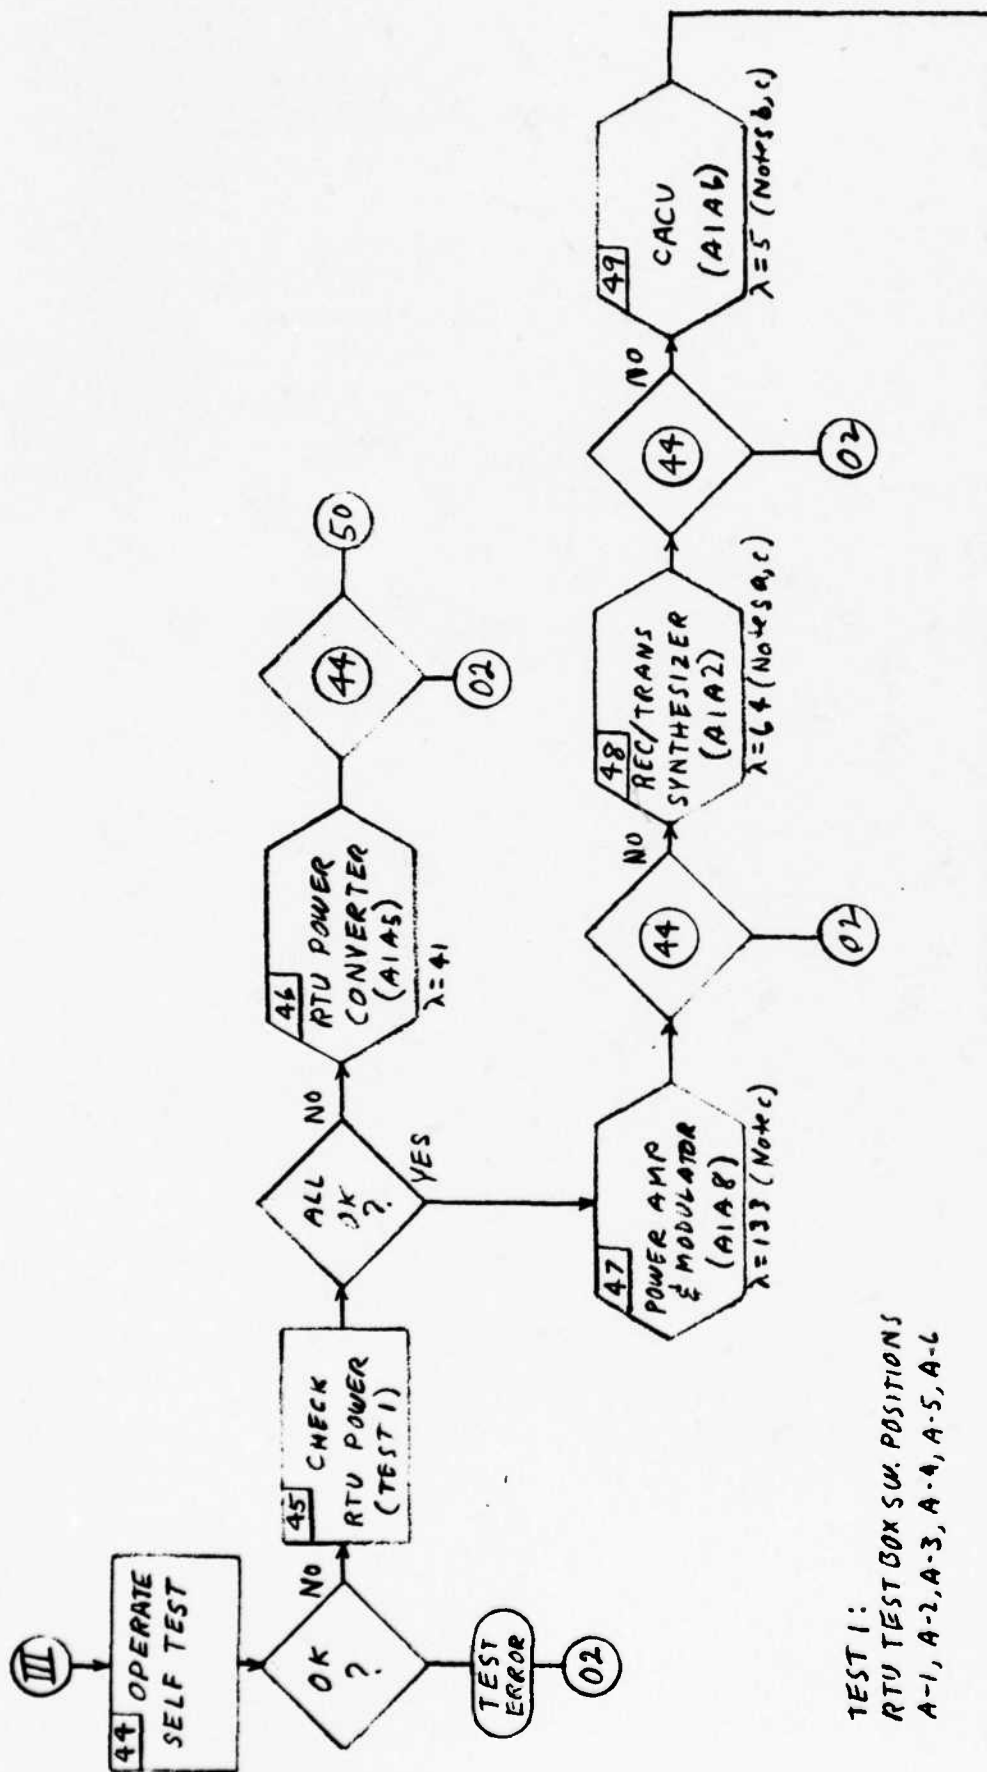 III
44 OPERATE
SELF TEST
OK
?
NO
TEST
ERROR
02
45 CHECK
RTU POWER
(TEST 1)
ALL
OK
?
NO
YES
46
RTU POWER
CONVERTER
(A1A5)
λ=41
44
50
02
47
POWER AMP
& MODULATOR
(A1A8)
λ=133 (Note c)
44
NO
02
48
REC/TRANS
SYNTHESIZER
(A1A2)
λ=64 (Notes a,c)
44
NO
02
49
CACU
(A1A6)
λ=5 (Notes b,c)
TEST 1:
RTU TEST BOX SW. POSITIONS
A-1, A-2, A-3, A-4, A-5, A-6